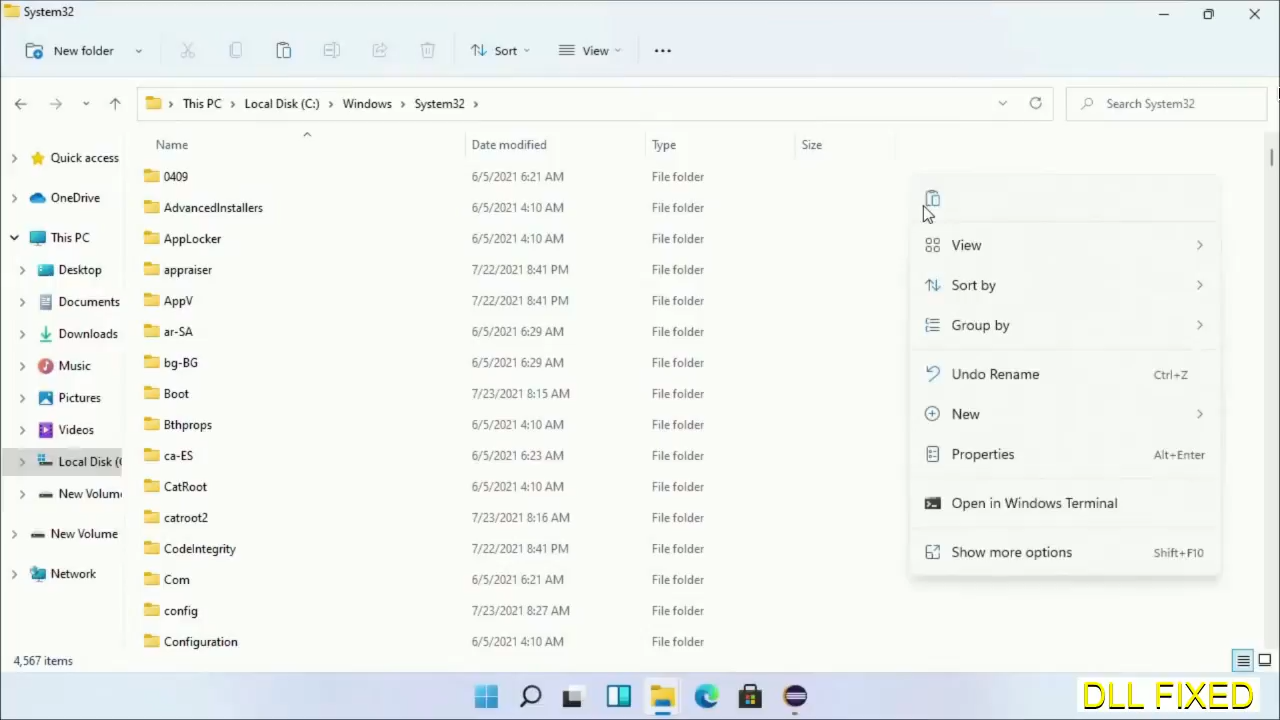 System32
New folder
Sort
View
This PC
Local Disk (C:)
Windows
System32
Search System32
Name
Date modified
Type
Size
Quick access
OneDrive
This PC
Desktop
Documents
Downloads
Music
Pictures
Videos
Local Disk (
New Volum
New Volume
Network
0409 6/5/2021 6:21 AM File folder
AdvancedInstallers 6/5/2021 4:10 AM File folder
AppLocker 6/5/2021 4:10 AM File folder
appraiser 7/22/2021 8:41 PM File folder
AppV 7/22/2021 8:41 PM File folder
ar-SA 6/5/2021 6:29 AM File folder
bg-BG 6/5/2021 6:29 AM File folder
Boot 7/23/2021 8:15 AM File folder
Bthprops 6/5/2021 4:10 AM File folder
ca-ES 6/5/2021 6:23 AM File folder
CatRoot 6/5/2021 4:10 AM File folder
catroot2 7/23/2021 8:16 AM File folder
CodeIntegrity 7/22/2021 8:41 PM File folder
Com 6/5/2021 6:21 AM File folder
config 7/23/2021 8:27 AM File folder
Configuration 6/5/2021 4:10 AM File folder
View
Sort by
Group by
Undo Rename Ctrl+Z
New
Properties Alt+Enter
Open in Windows Terminal
Show more options Shift+F10
4,567 items
DLL FIXED